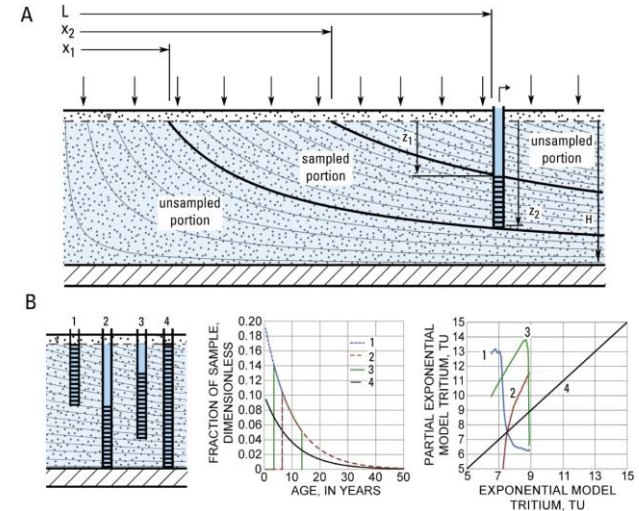 A
L
x2
x1
z1
unsampled
portion
sampled
portion
unsampled
portion
z2
H
B
1 2 3 4
FRACTION OF SAMPLE,
DIMENSIONLESS
0.20
0.18
0.16
0.14
0.12
0.10
0.08
0.06
0.04
0.02
0
0 10 20 30 40 50
AGE, IN YEARS
1
2
3
4
PARTIAL EXPONENTIAL
MODEL TRITIUM, TU
15
14
13
12
11
10
9
8
7
6
5
5 7 9 11 13 15
1
2
3
4
EXPONENTIAL MODEL
TRITIUM, TU